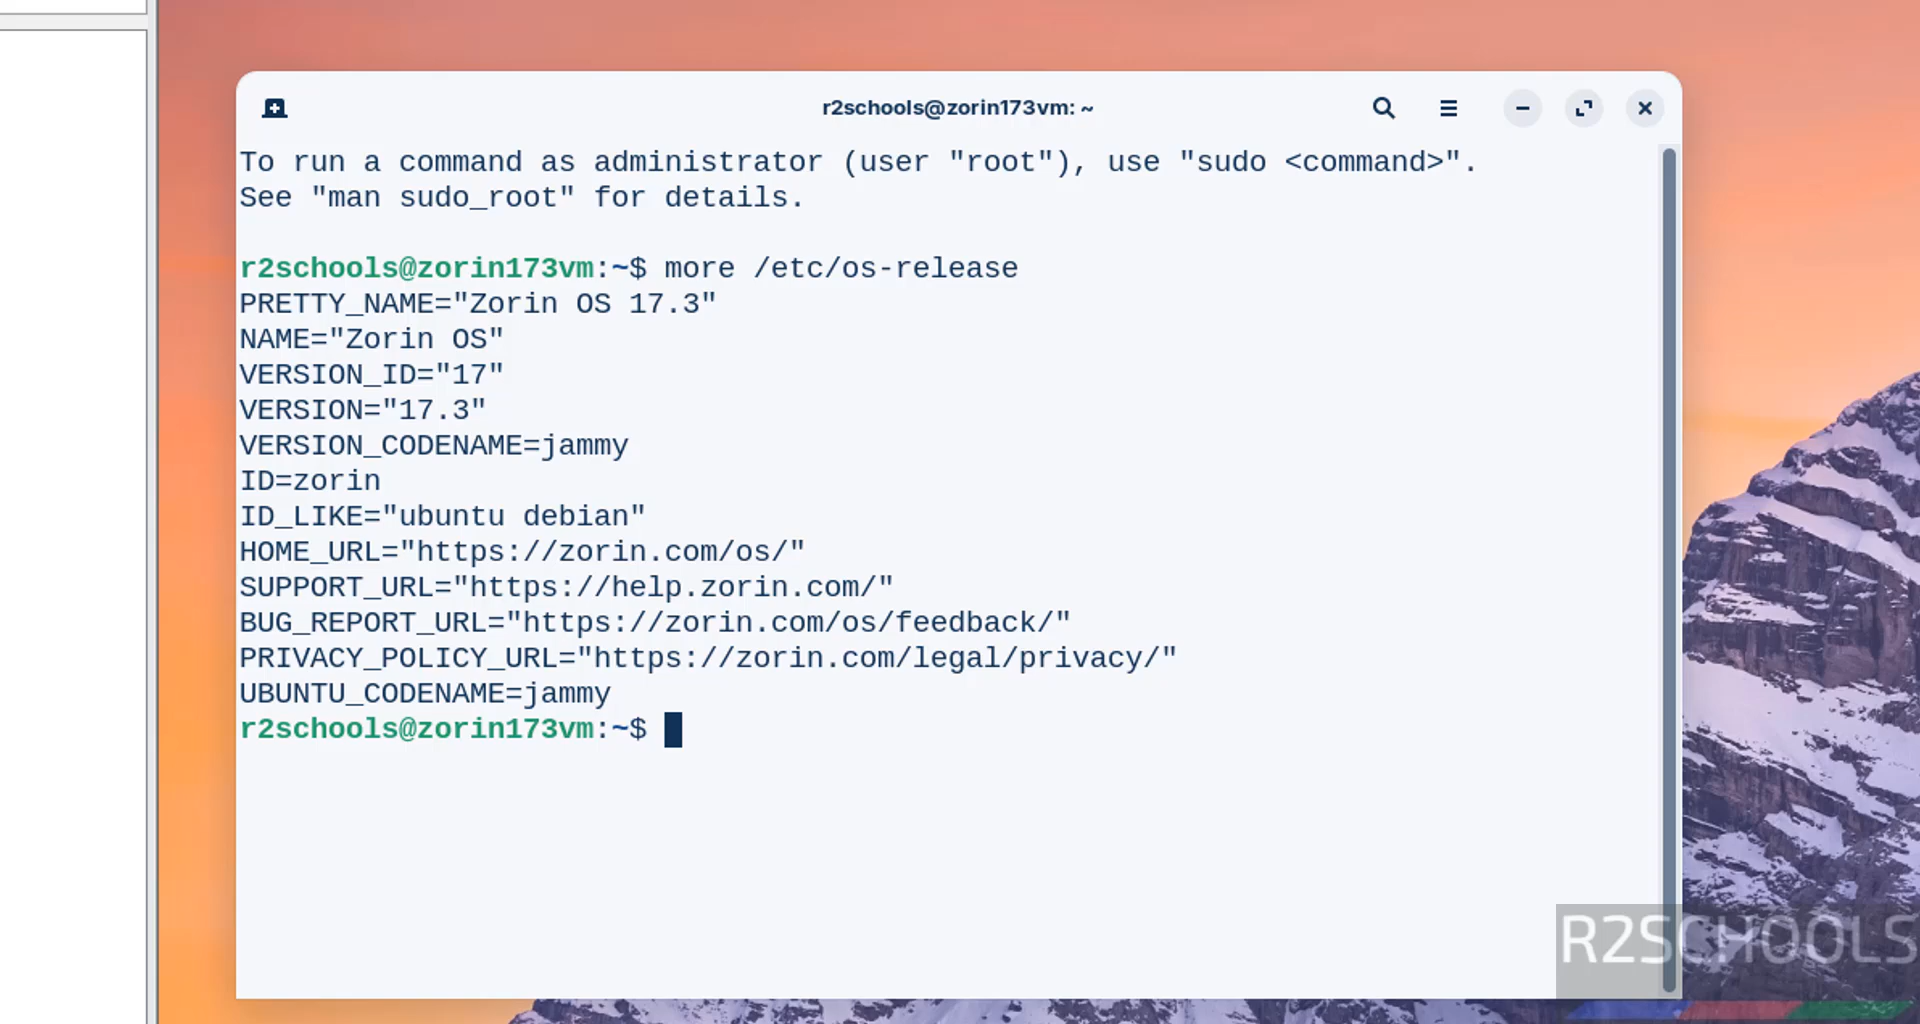 r2schools@zorin173vm: ~
To run a command as administrator (user "root"), use "sudo <command>".
See "man sudo_root" for details.
r2schools@zorin173vm:~$ more /etc/os-release
PRETTY_NAME="Zorin OS 17.3"
NAME="Zorin OS"
VERSION_ID="17"
VERSION="17.3"
VERSION_CODENAME=jammy
ID=zorin
ID_LIKE="ubuntu debian"
HOME_URL="https://zorin.com/os/"
SUPPORT_URL="https://help.zorin.com/"
BUG_REPORT_URL="https://zorin.com/os/feedback/"
PRIVACY_POLICY_URL="https://zorin.com/legal/privacy/"
UBUNTU_CODENAME=jammy
r2schools@zorin173vm:~$
R2SCHOOLS